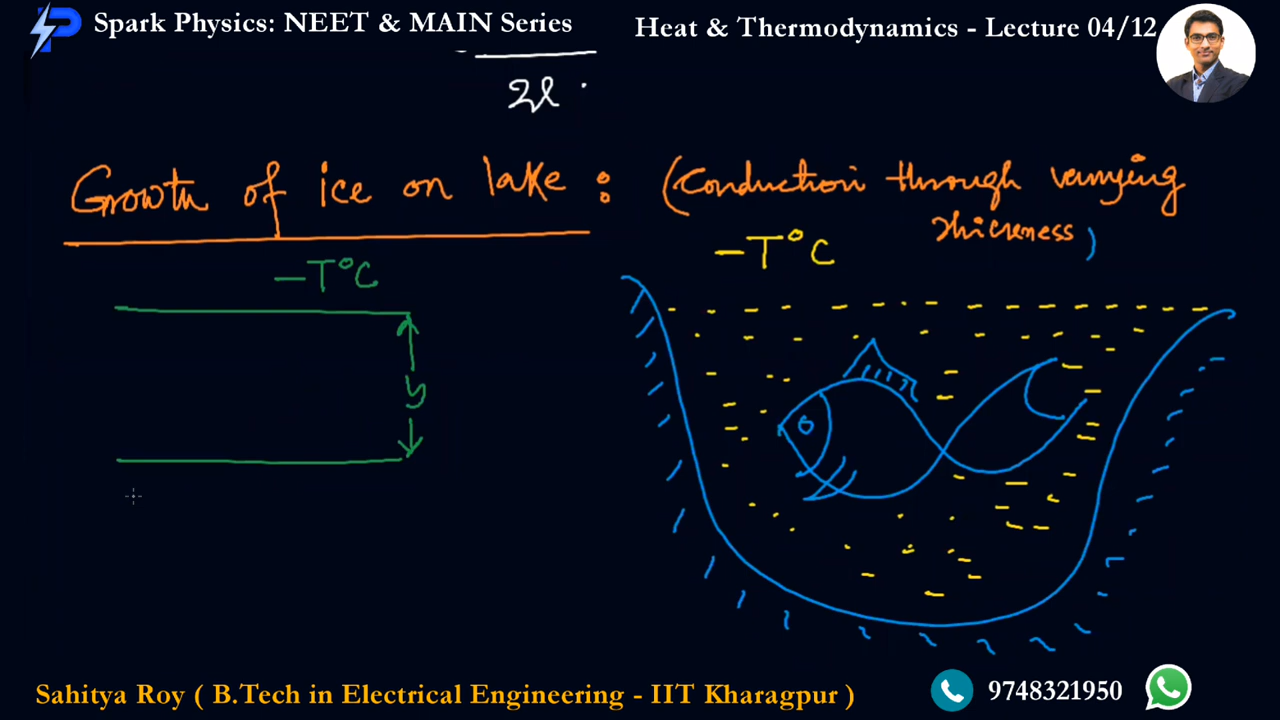 Spark Physics: NEET & MAIN Series
Heat & Thermodynamics - Lecture 04/12
2l
Growth of ice on lake : (Conduction through varrying
thickness)
-T°C
-T°C
y
Sahitya Roy ( B.Tech in Electrical Engineering - IIT Kharagpur )
9748321950